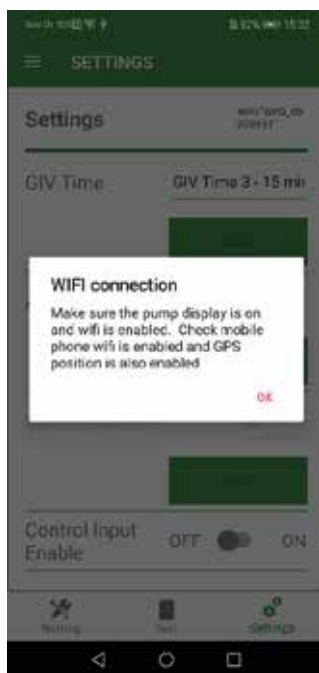 15:32
SETTINGS
Settings
GIV Time
GIV Time 3 - 15 min
WIFI connection
Make sure the pump display is on
and wifi is enabled. Check mobile
phone wifi is enabled and GPS
position is also enabled
OK
Control Input
Enable
OFF
ON
Settings